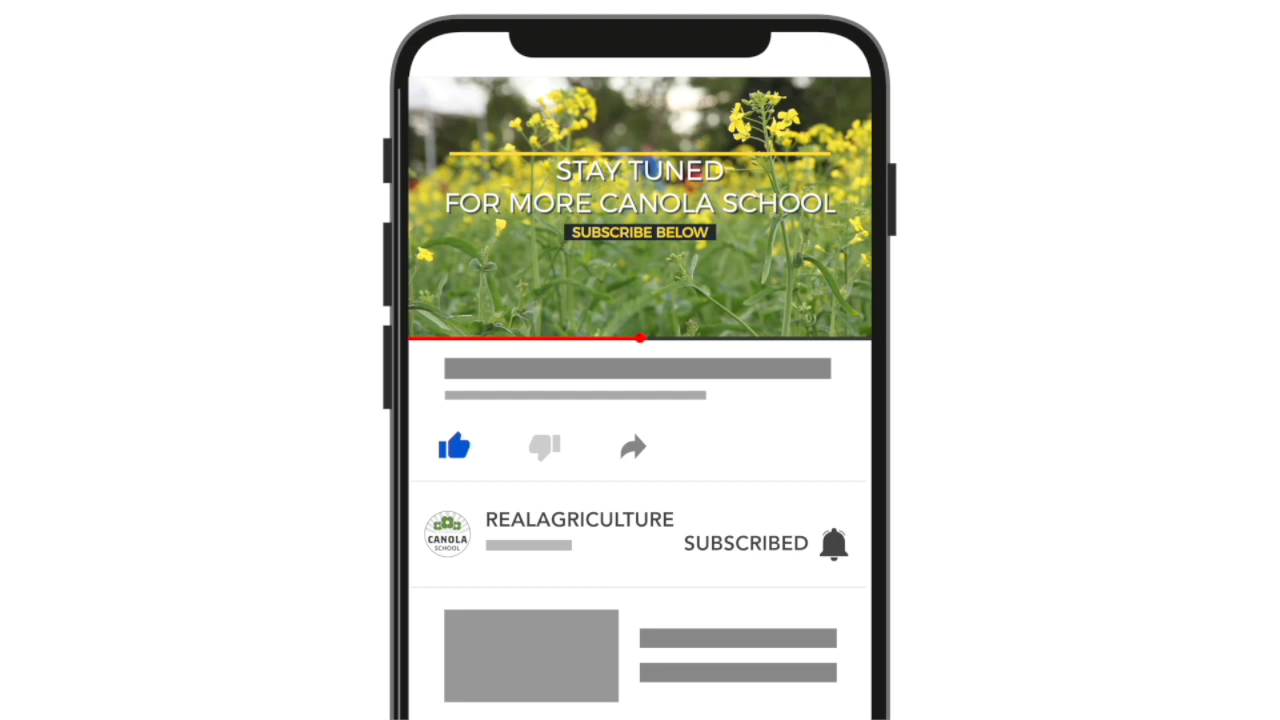 STAY TUNED
FOR MORE CANOLA SCHOOL
SUBSCRIBE BELOW
REALAGRICULTURE
CANOLA
SCHOOL
SUBSCRIBED